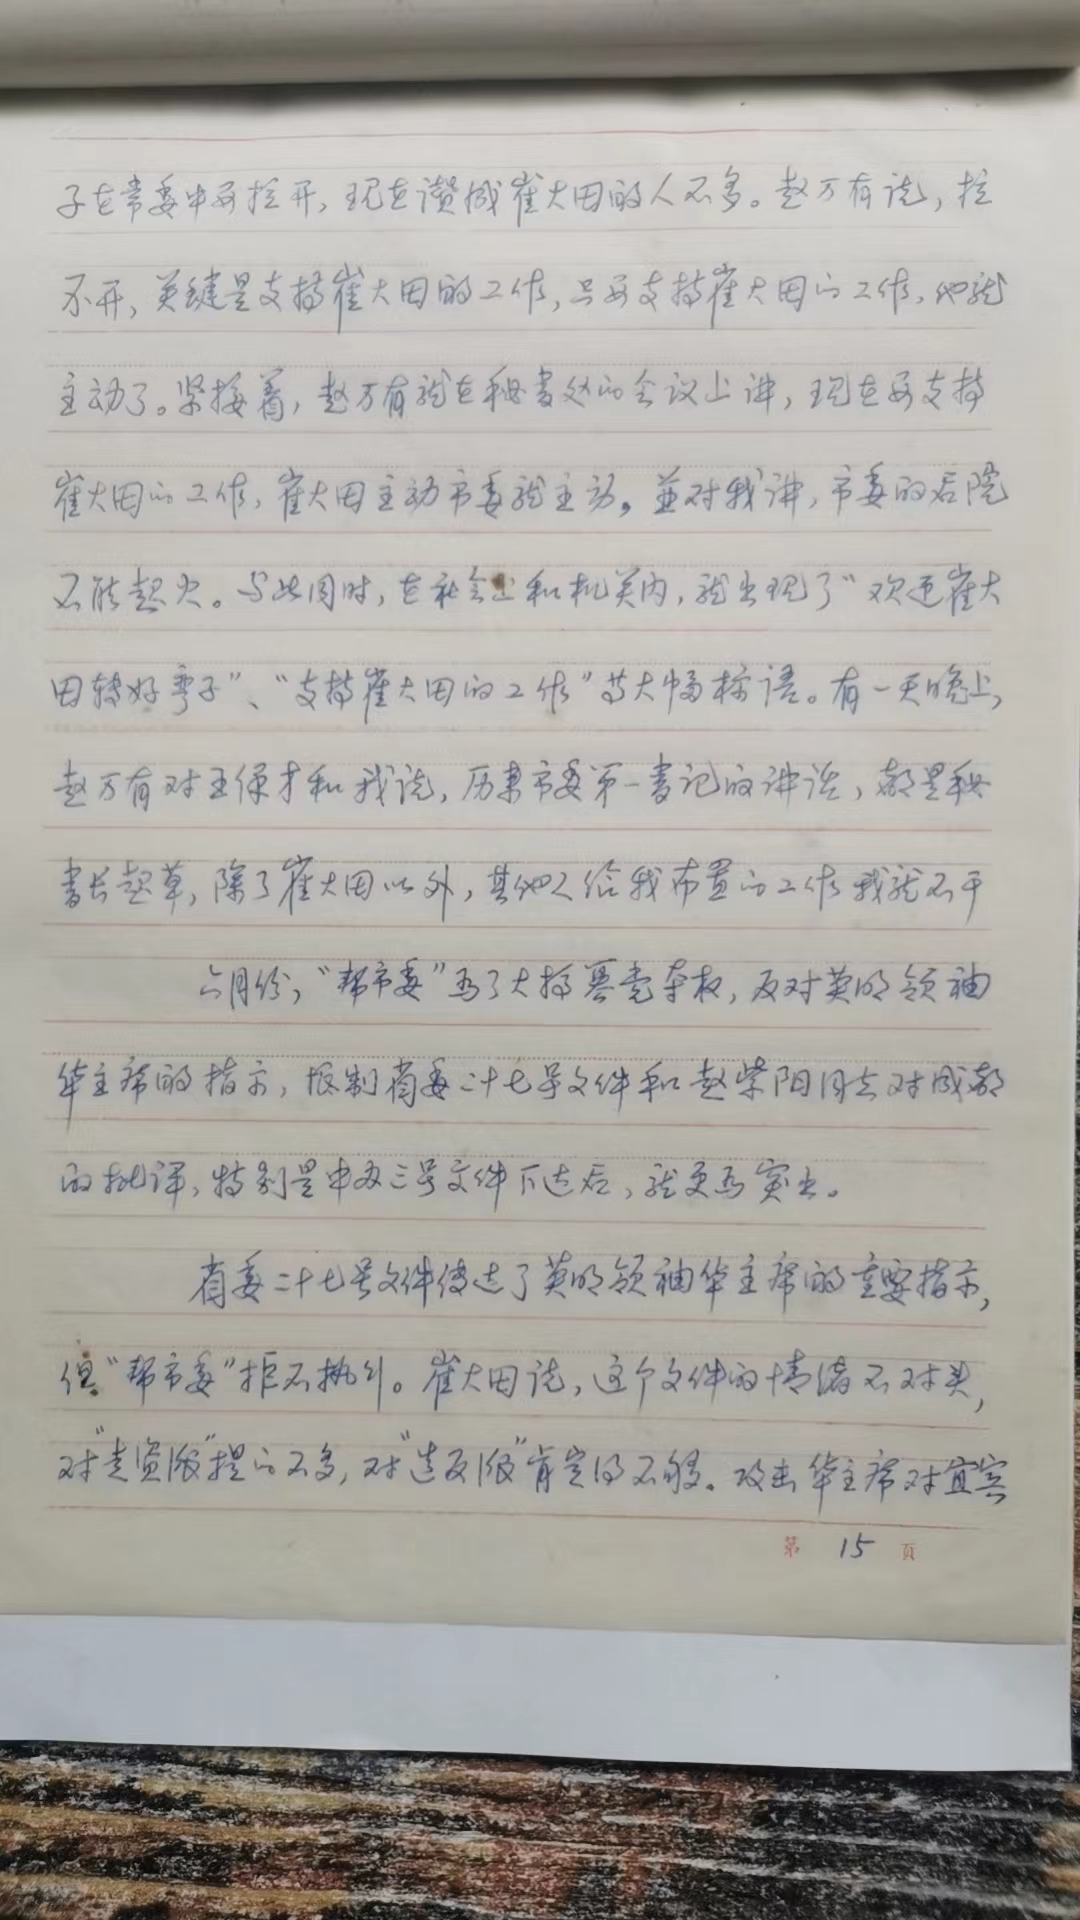 子在常委中要拉开，现在讚成崔大田的人不多。赵万有说，拉
不开，关键是支持崔大田的工作，只要支持崔大田的工作，他就
主动了。紧接着，赵万有就在秘书处的会议上讲，现在要支持
崔大田的工作，崔大田主动市委就主动。並对我讲，市委的后院
不能起火。与此同时，在社会上和机关内，就出现了“欢迎崔大
田转好弯子”、“支持崔大田的工作”等大幅标语。有一天晚上，
赵万有对王保才和我说，历来市委第一书记的讲话，都是秘
书长起草，除了崔大田以外，其他人给我布置的工作我就不干
六月份，“帮市委”为了大搞篡党夺权，反对英明领袖
华主席的指示，抵制省委二十七号文件和赵紫阳同志对成都
的批评，特别是中办三号文件下达后，就更为突出。
省委二十七号文件传达了英明领袖华主席的重要指示，
但“帮市委”拒不执行。崔大田说，这个文件的情绪不对头，
对“走资派”提的不多，对“造反派”肯定得不够。攻击华主席对宜宾
第 15 頁